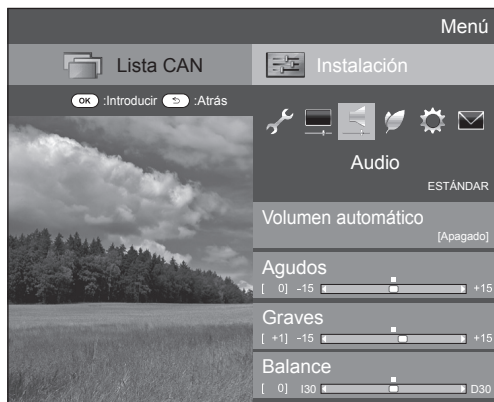 Menú
Lista CAN
Instalación
OK :Introducir :Atrás
Audio
ESTÁNDAR
Volumen automático
[Apagado]
Agudos
[ 0] -15 +15
Graves
[ +1] -15 +15
Balance
[ 0] I30 D30